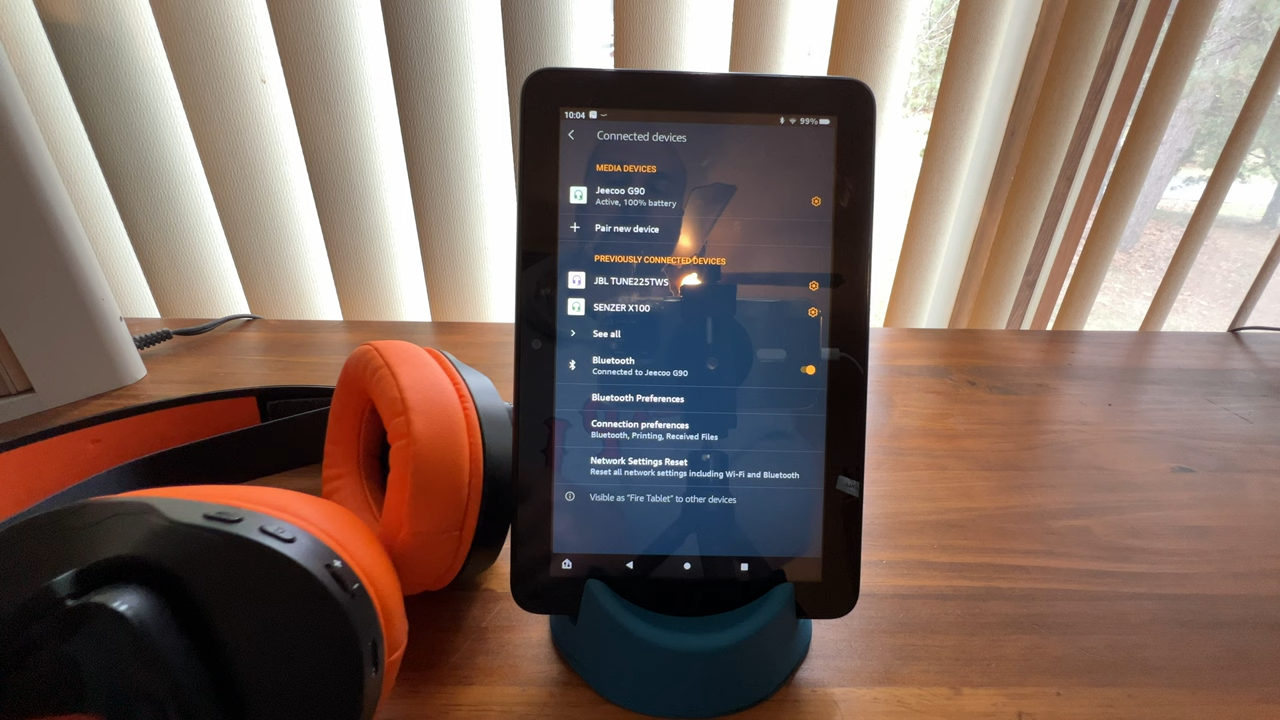 10:04 99%
Connected devices
MEDIA DEVICES
Jeecoo G90
Active, 100% battery
Pair new device
PREVIOUSLY CONNECTED DEVICES
JBL TUNE225TWS
SENZER X100
See all
Bluetooth
Connected to Jeecoo G90
Bluetooth Preferences
Connection preferences
Bluetooth, Printing, Received Files
Network Settings Reset
Reset all network settings including Wi-Fi and Bluetooth
Visible as "Fire Tablet" to other devices